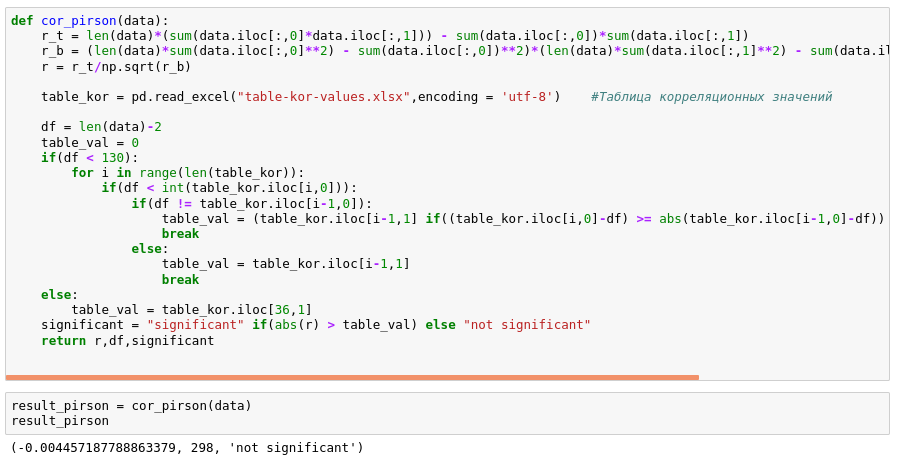 def cor_pirson(data):
    r_t = len(data)*(sum(data.iloc[:,0]*data.iloc[:,1])) - sum(data.iloc[:,0])*sum(data.iloc[:,1])
    r_b = (len(data)*sum(data.iloc[:,0]**2) - sum(data.iloc[:,0])**2)*(len(data)*sum(data.iloc[:,1]**2) - sum(data.il
    r = r_t/np.sqrt(r_b)
    table_kor = pd.read_excel("table-kor-values.xlsx",encoding = 'utf-8')    #Таблица корреляционных значений
    df = len(data)-2
    table_val = 0
    if(df < 130):
        for i in range(len(table_kor)):
            if(df < int(table_kor.iloc[i,0])):
                if(df != table_kor.iloc[i-1,0]):
                    table_val = (table_kor.iloc[i-1,1] if((table_kor.iloc[i,0]-df) >= abs(table_kor.iloc[i-1,0]-df))
                    break
                else:
                    table_val = table_kor.iloc[i-1,1]
                    break
    else:
        table_val = table_kor.iloc[36,1]
    significant = "significant" if(abs(r) > table_val) else "not significant"
    return r,df,significant
result_pirson = cor_pirson(data)
result_pirson
(-0.004457187788863379, 298, 'not significant')